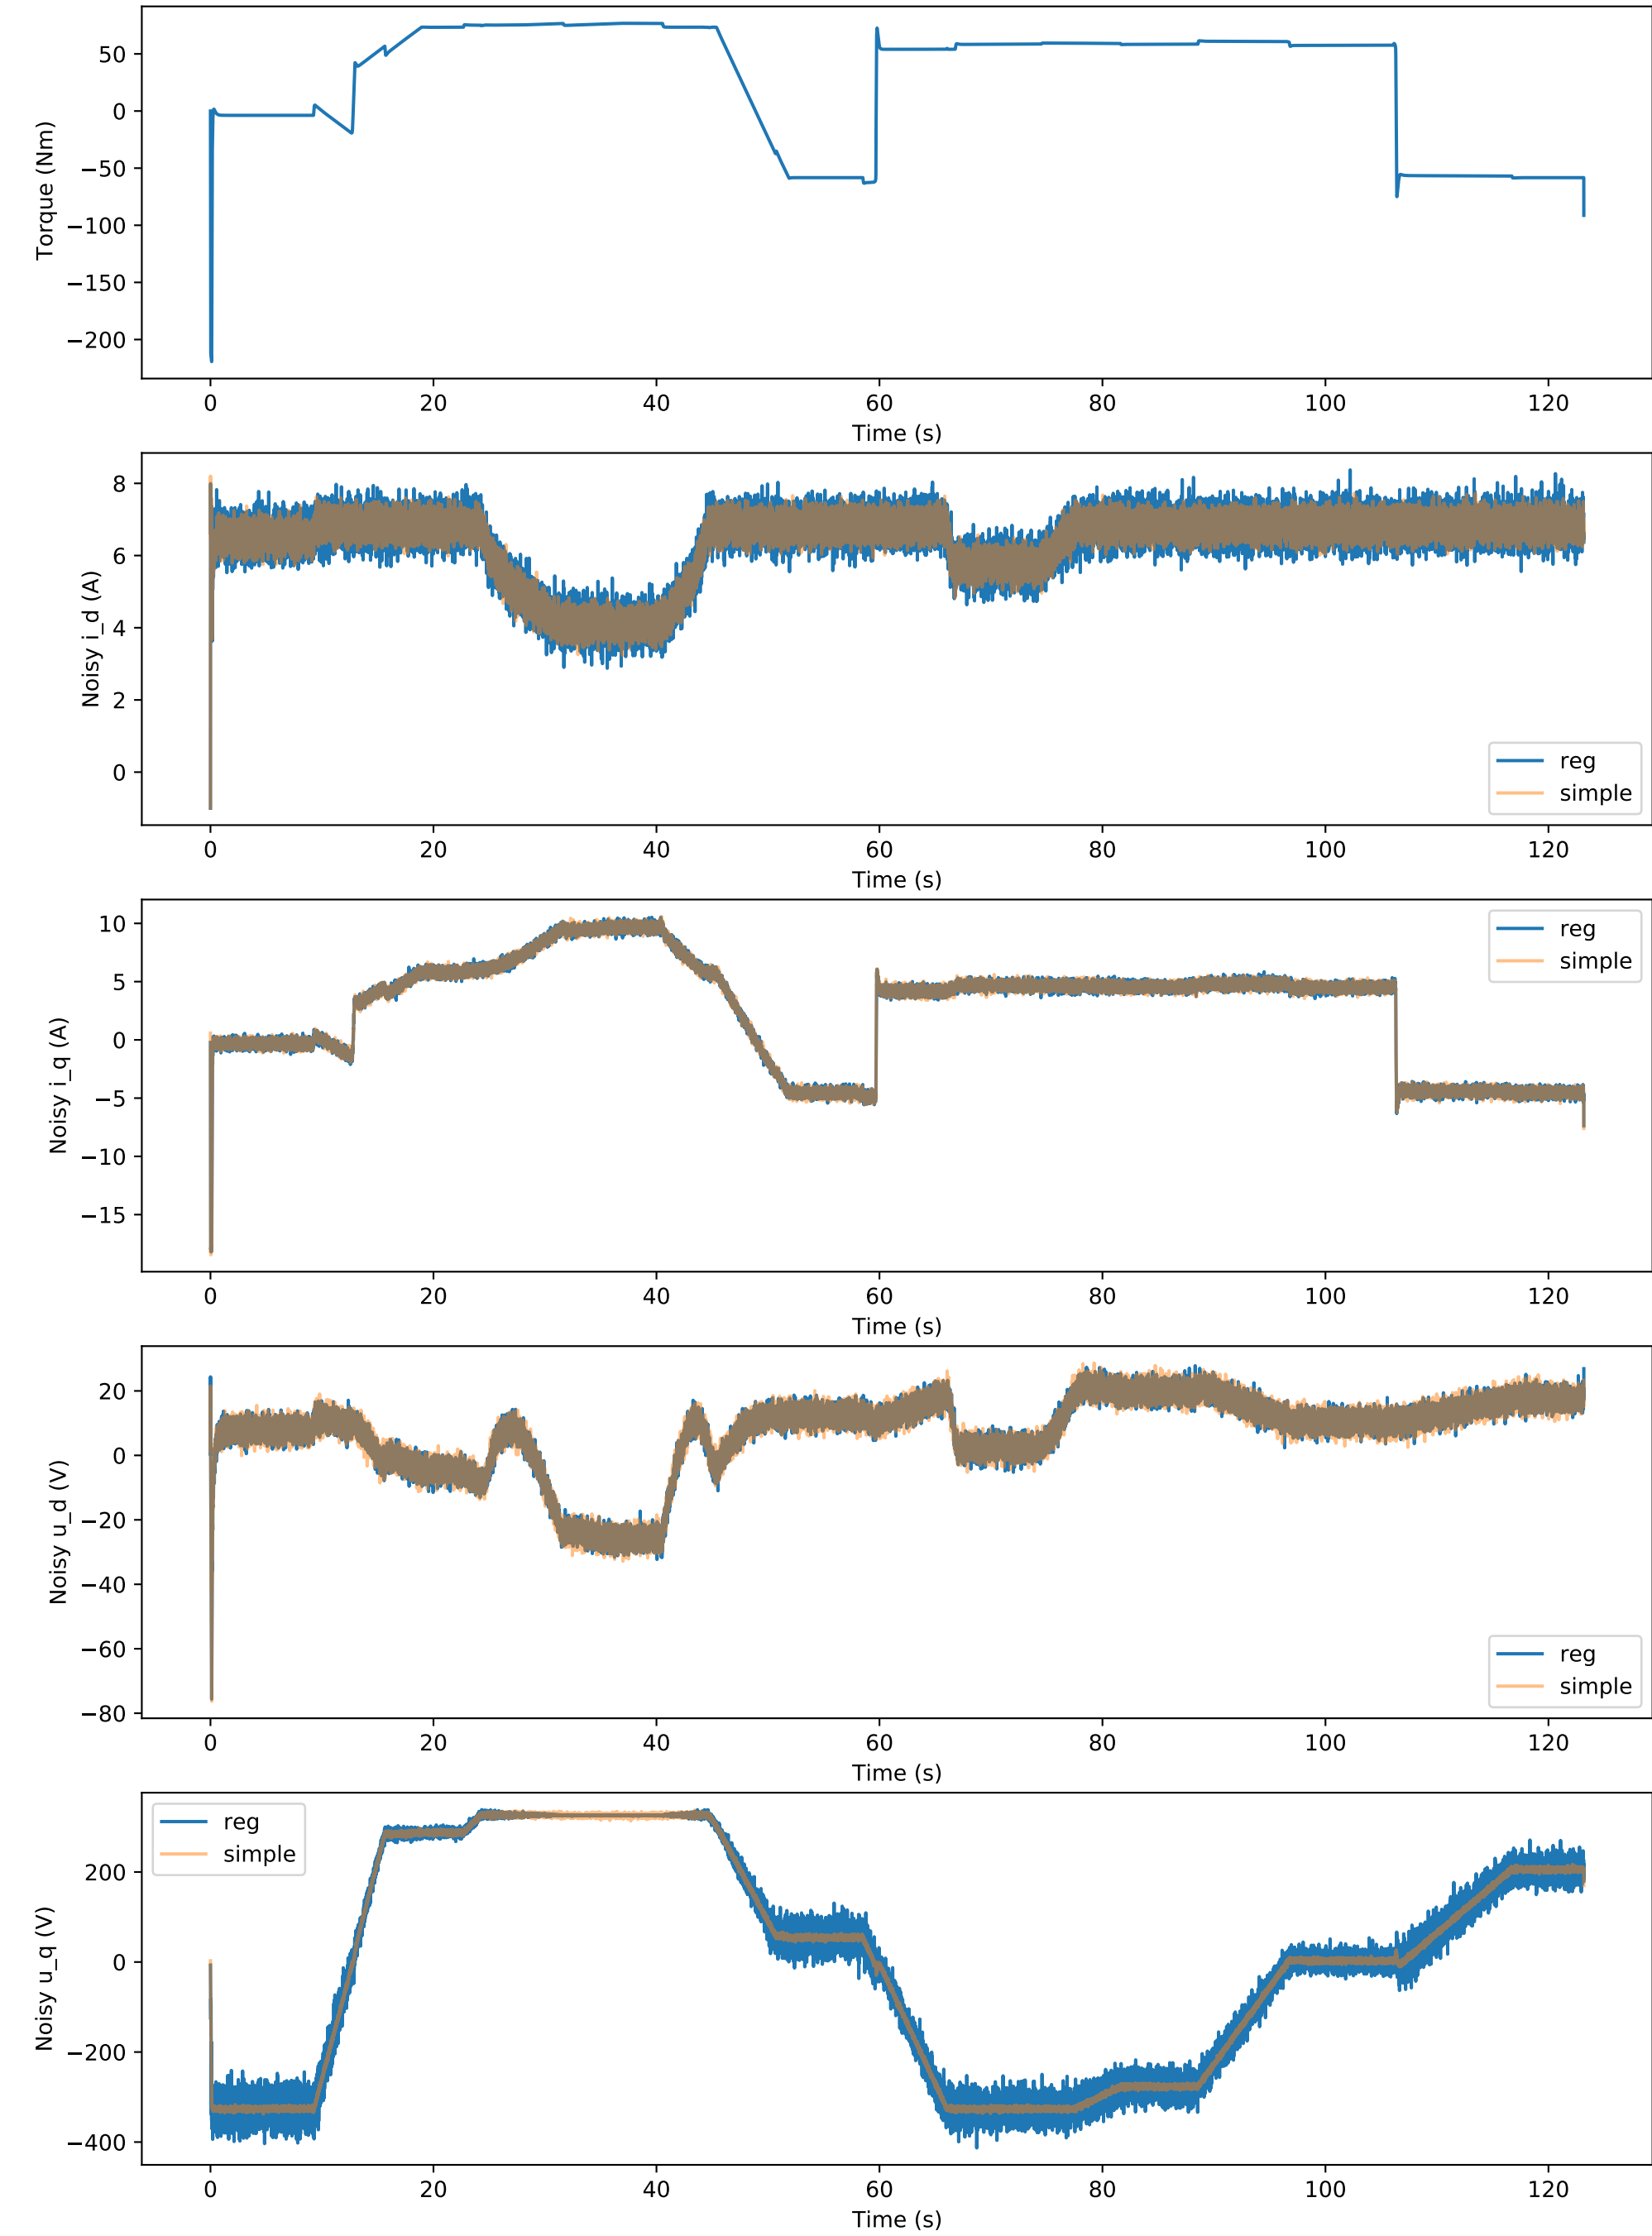 50
0
−50
−100
−150
−200
Torque (Nm)
0 20 40 60 80 100 120
Time (s)
8
6
4
2
0
Noisy i_d (A)
reg
simple
0 20 40 60 80 100 120
Time (s)
10
5
0
−5
−10
−15
Noisy i_q (A)
reg
simple
0 20 40 60 80 100 120
Time (s)
20
0
−20
−40
−60
−80
Noisy u_d (V)
reg
simple
0 20 40 60 80 100 120
Time (s)
200
0
−200
−400
Noisy u_q (V)
reg
simple
0 20 40 60 80 100 120
Time (s)